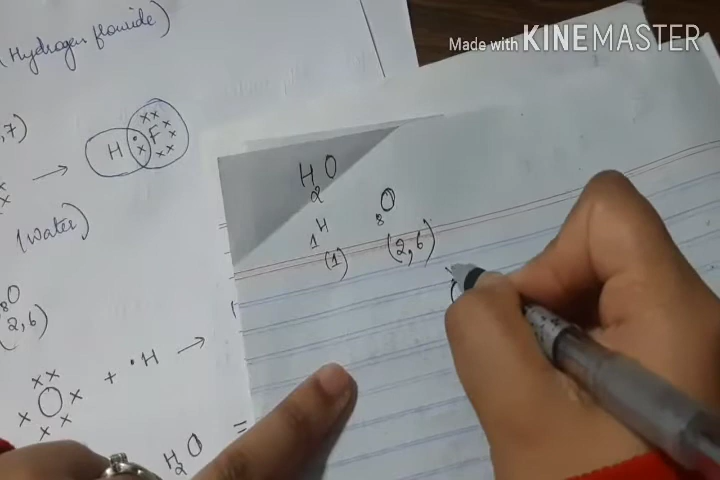 Made with KINEMASTER
(Hydrogen flouride)
,7)
H F
(water)
8O
(2,6)
O + H →
H2O
H2O =
1H 8O
(1) (2,6)